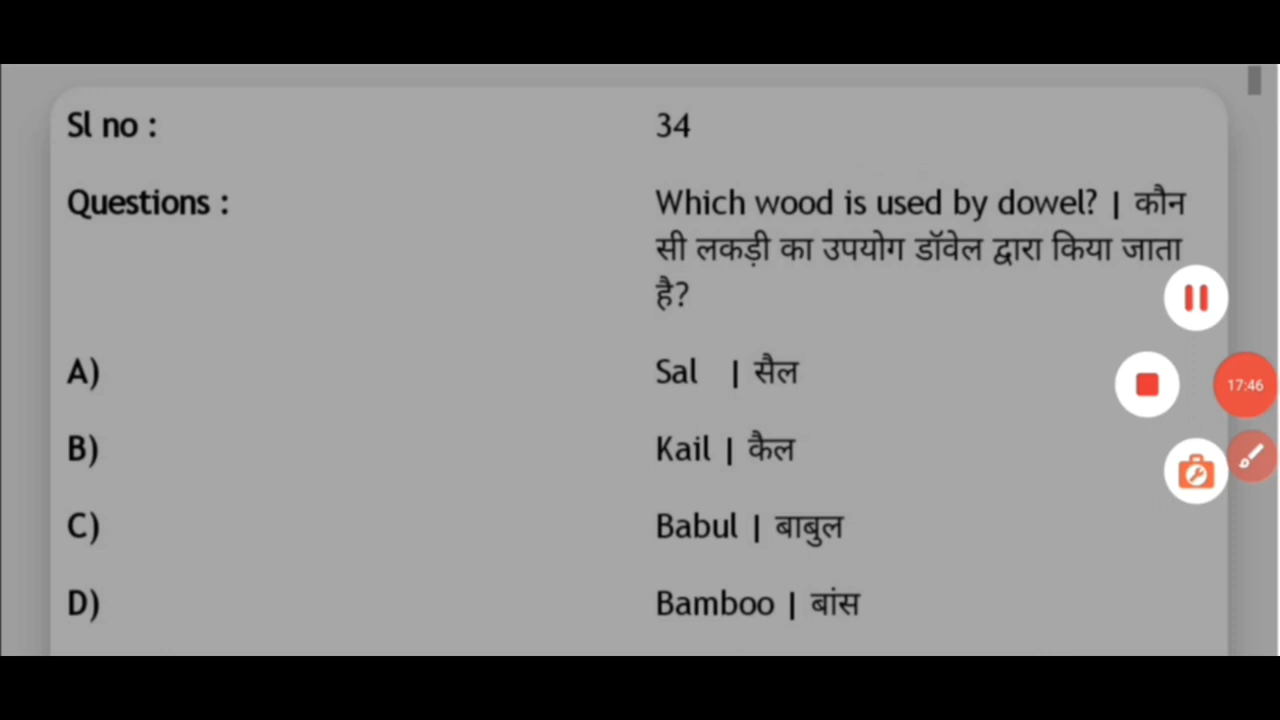 Sl no : 34
Questions : Which wood is used by dowel? | कौन
सी लकड़ी का उपयोग डॉवेल द्वारा किया जाता
है?
A) Sal | सैल
B) Kail | कैल
17:46
C) Babul | बाबुल
D) Bamboo | बांस